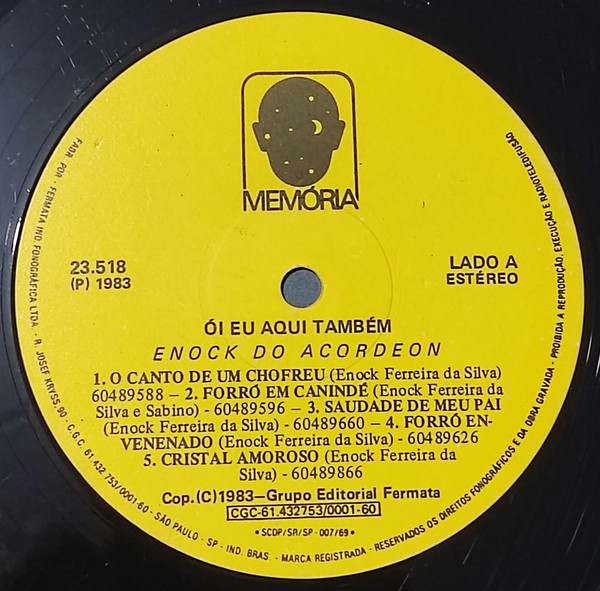 MEMÓRIA
23.518
(P) 1983
LADO A
ESTÉREO
ÓI EU AQUI TAMBÉM
ENOCK DO ACORDEON
1. O CANTO DE UM CHOFREU (Enock Ferreira da Silva)
60489588 – 2. FORRÓ EM CANINDÉ (Enock Ferreira da
Silva e Sabino) - 60489596 – 3. SAUDADE DE MEU PAI
(Enock Ferreira da Silva) - 60489660 – 4. FORRÓ EN-
VENENADO (Enock Ferreira da Silva) - 60489626
5. CRISTAL AMOROSO (Enock Ferreira da
Silva) - 60489866
Cop.(C)1983—Grupo Editorial Fermata
CGC-61.432753/0001-60
• SCDP/SR/SP - 007/69 •
FABR. POR - FERMATA IND. FONOGRÁFICA LTDA. - R. JOSEF KRYSS, 90 - C.G.C. 61.432.753/0001-60 - SÃO PAULO - SP - IND. BRAS. - MARCA REGISTRADA - RESERVADOS OS DIREITOS FONOGRÁFICOS E DA OBRA GRAVADA - PROIBIDA A REPRODUÇÃO, EXECUÇÃO E RADIOTELEDIFUSÃO